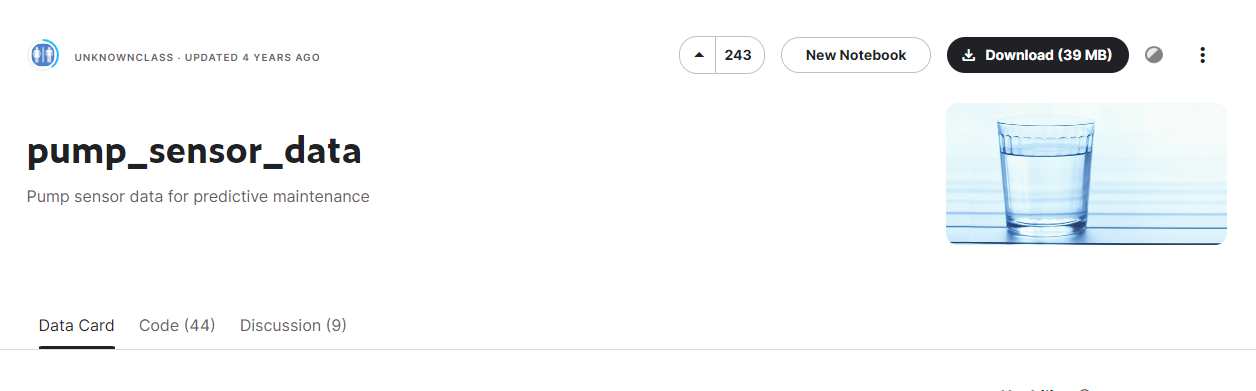 UNKNOWNCLASS · UPDATED 4 YEARS AGO
243
New Notebook
Download (39 MB)
pump_sensor_data
Pump sensor data for predictive maintenance
Data Card
Code (44)
Discussion (9)